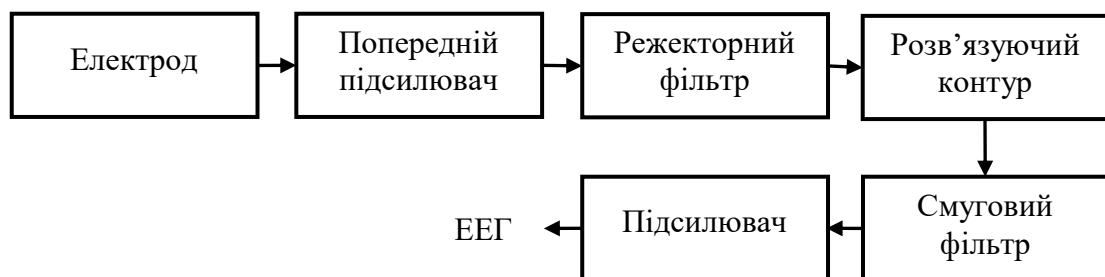 Електрод
Попередній
підсилювач
Режекторний
фільтр
Розв’язуючий
контур
Смуговий
фільтр
Підсилювач
ЕЕГ